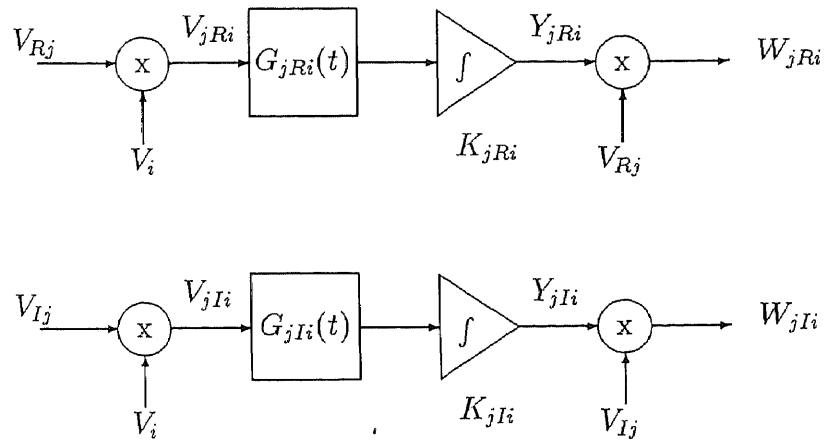 V_{Rj} V_{jRi} G_{jRi}(t) ∫ Y_{jRi} W_{jRi}
x x
V_i K_{jRi} V_{Rj}
V_{Ij} V_{jIi} G_{jIi}(t) ∫ Y_{jIi} W_{jIi}
x x
V_i K_{jIi} V_{Ij}